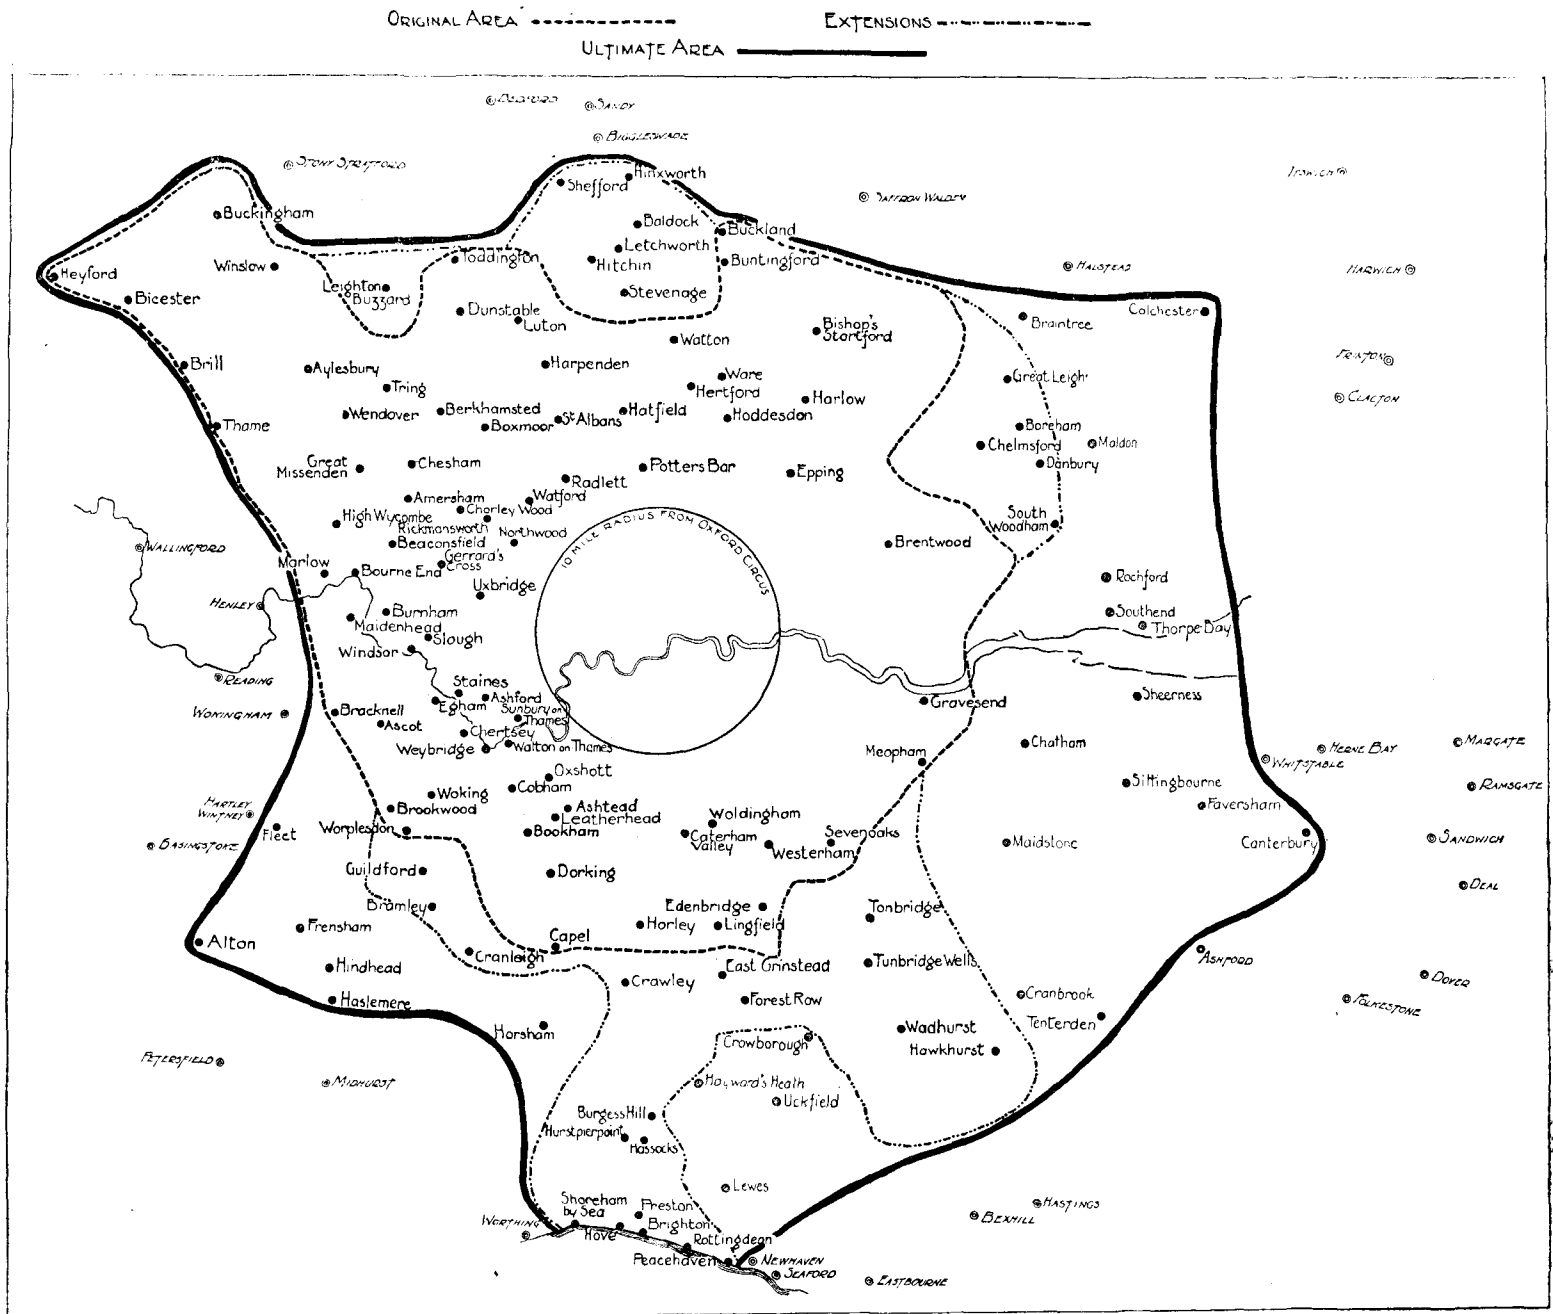 ORIGINAL AREA
EXTENSIONS
ULTIMATE AREA
BEDFORD
SANDY
BIGGLESWADE
STONY STRATFORD
Hinxworth
Shefford
IPSWICH
SAFFRON WALDEN
Buckingham
Baldock
Buckland
Letchworth
Winslow
Toddington
Hitchin
Buntingford
HALSTEAD
HARWICH
Heyford
Leighton
Buzzard
Stevenage
Bicester
Dunstable
Luton
Colchester
Braintree
Bishop's
Stortford
Watton
FRINTON
Brill
Aylesbury
Harpenden
Ware
Great Leigh
Tring
Hertford
Harlow
CLACTON
Wendover
Berkhamsted
St Albans
Hatfield
Hoddesdon
Thame
Boxmoor
Boreham
Chelmsford
Maldon
Great
Missenden
Chesham
Potters Bar
Epping
Danbury
Radlett
Amersham
Watford
Chorley Wood
High Wycombe
Rickmansworth
Northwood
South
Woodham
10 MILE RADIUS FROM OXFORD CIRCUS
WALLINGFORD
Beaconsfield
Gerrard's
Cross
Brentwood
Marlow
Bourne End
Uxbridge
Rochford
HENLEY
Burnham
Maidenhead
Southend
Thorpe Bay
Slough
Windsor
READING
Staines
Ashford
Sheerness
Egham
Sunbury on
Thames
Gravesend
WOKINGHAM
Bracknell
Ascot
Chertsey
Weybridge
Walton on Thames
Meopham
Chatham
HERNE BAY
MARGATE
WHITSTABLE
Oxshott
Cobham
Sittingbourne
RAMSGATE
Woking
HARTLEY
WINTNEY
Brookwood
Ashtead
Leatherhead
Woldingham
Faversham
Fleet
Worplesdon
Bookham
Caterham
Valley
Sevenoaks
Westerham
Maidstone
Canterbury
SANDWICH
BASINGSTOKE
Guildford
Dorking
DEAL
Bramley
Edenbridge
Tonbridge
Frensham
Horley
Lingfield
Alton
Capel
Cranleigh
Hindhead
East Grinstead
Tunbridge Wells
ASHFORD
Crawley
DOVER
Haslemere
Forest Row
Cranbrook
FOLKESTONE
Horsham
Tenterden
Wadhurst
Crowborough
Hawkhurst
PETERSFIELD
MIDHURST
Hayward's Heath
Uckfield
Burgess Hill
Hurstpierpoint
Hassocks
Lewes
Shoreham
by Sea
Preston
HASTINGS
WORTHING
Hove
Brighton
BEXHILL
Rottingdean
Peacehaven
NEWHAVEN
SEAFORD
EASTBOURNE